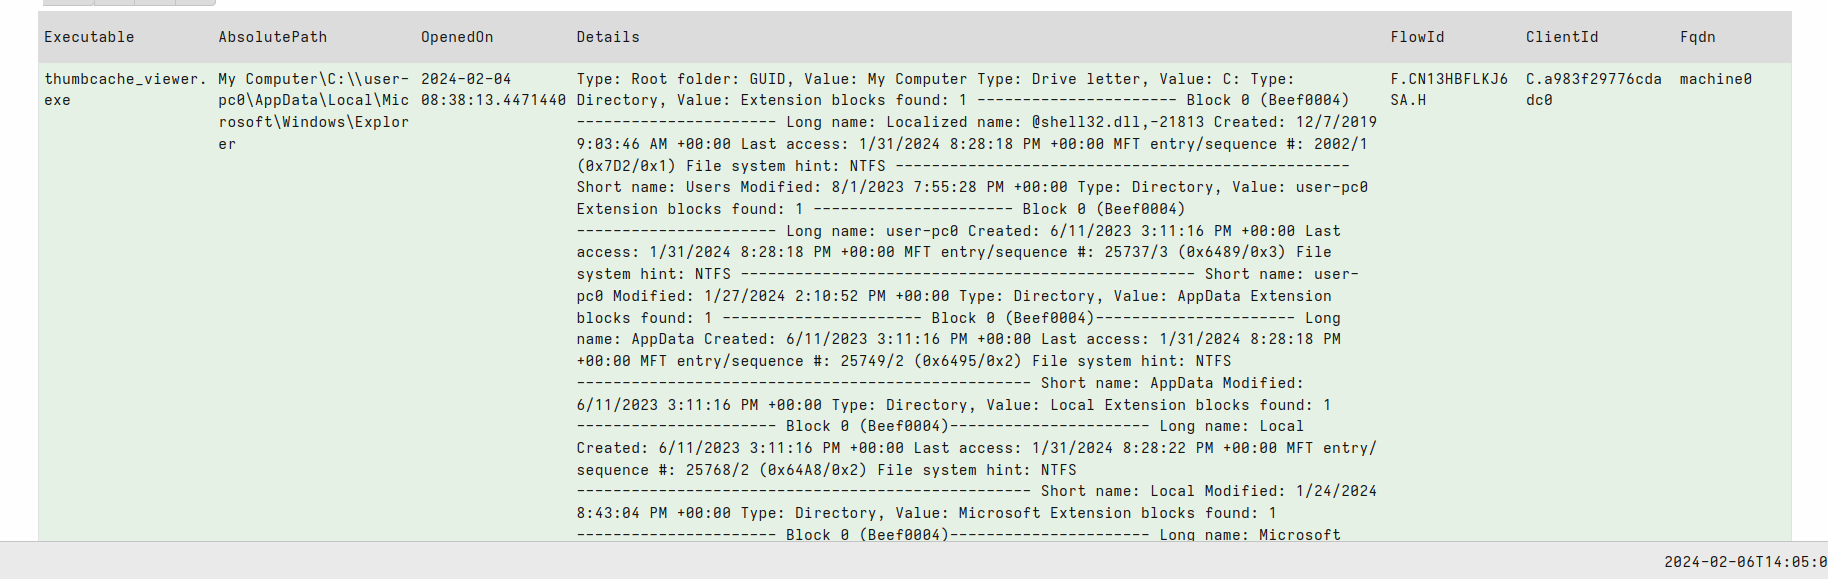 Executable AbsolutePath OpenedOn Details FlowId ClientId Fqdn
thumbcache_viewer. My Computer\C:\\user- 2024-02-04 Type: Root folder: GUID, Value: My Computer Type: Drive letter, Value: C: Type: F.CN13HBFLKJ6 C.a983f29776cda machine0
exe pc0\AppData\Local\Mic 08:38:13.4471440 Directory, Value: Extension blocks found: 1 ---------------------- Block 0 (Beef0004) SA.H dc0
rosoft\Windows\Explor ---------------------- Long name: Localized name: @shell32.dll,-21813 Created: 12/7/2019
er 9:03:46 AM +00:00 Last access: 1/31/2024 8:28:18 PM +00:00 MFT entry/sequence #: 2002/1
(0x7D2/0x1) File system hint: NTFS --------------------------------------------------
Short name: Users Modified: 8/1/2023 7:55:28 PM +00:00 Type: Directory, Value: user-pc0
Extension blocks found: 1 ---------------------- Block 0 (Beef0004)
---------------------- Long name: user-pc0 Created: 6/11/2023 3:11:16 PM +00:00 Last
access: 1/31/2024 8:28:18 PM +00:00 MFT entry/sequence #: 25737/3 (0x6489/0x3) File
system hint: NTFS -------------------------------------------------- Short name: user-
pc0 Modified: 1/27/2024 2:10:52 PM +00:00 Type: Directory, Value: AppData Extension
blocks found: 1 ---------------------- Block 0 (Beef0004)---------------------- Long
name: AppData Created: 6/11/2023 3:11:16 PM +00:00 Last access: 1/31/2024 8:28:18 PM
+00:00 MFT entry/sequence #: 25749/2 (0x6495/0x2) File system hint: NTFS
-------------------------------------------------- Short name: AppData Modified:
6/11/2023 3:11:16 PM +00:00 Type: Directory, Value: Local Extension blocks found: 1
---------------------- Block 0 (Beef0004)---------------------- Long name: Local
Created: 6/11/2023 3:11:16 PM +00:00 Last access: 1/31/2024 8:28:22 PM +00:00 MFT entry/
sequence #: 25768/2 (0x64A8/0x2) File system hint: NTFS
-------------------------------------------------- Short name: Local Modified: 1/24/2024
8:43:04 PM +00:00 Type: Directory, Value: Microsoft Extension blocks found: 1
---------------------- Block 0 (Beef0004)---------------------- Long name: Microsoft
2024-02-06T14:05:0